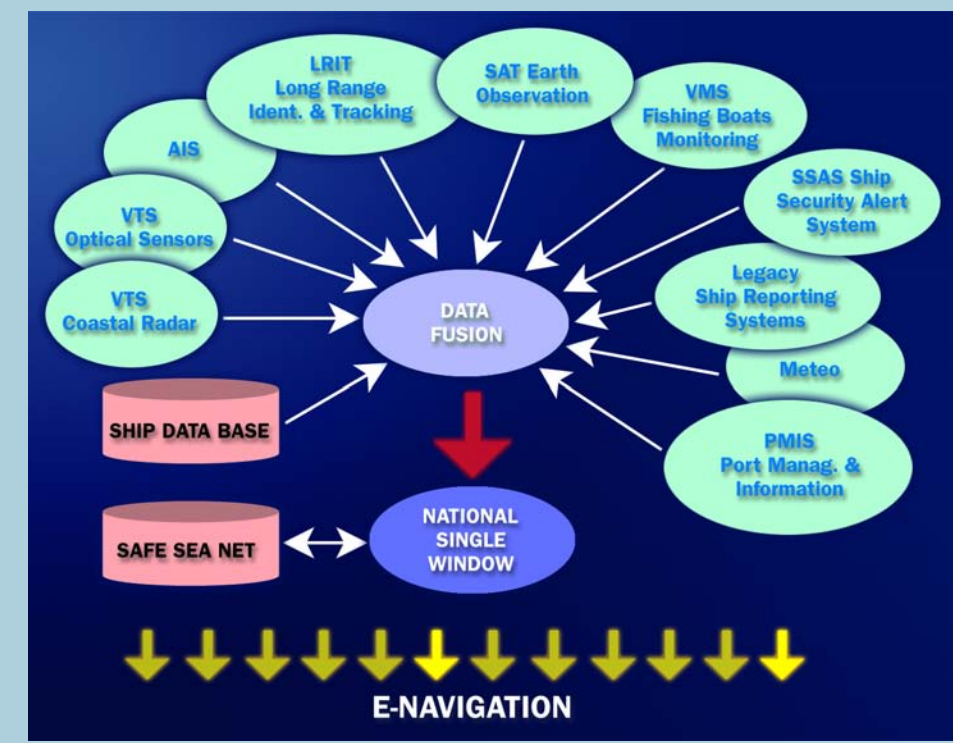 LRIT
Long Range
Ident. & Tracking
SAT Earth
Observation
VMS
Fishing Boats
Monitoring
AIS
SSAS Ship
Security Alert
System
VTS
Optical Sensors
Legacy
Ship Reporting
Systems
VTS
Coastal Radar
DATA
FUSION
Meteo
SHIP DATA BASE
PMIS
Port Manag. &
Information
NATIONAL
SINGLE
WINDOW
SAFE SEA NET
E-NAVIGATION